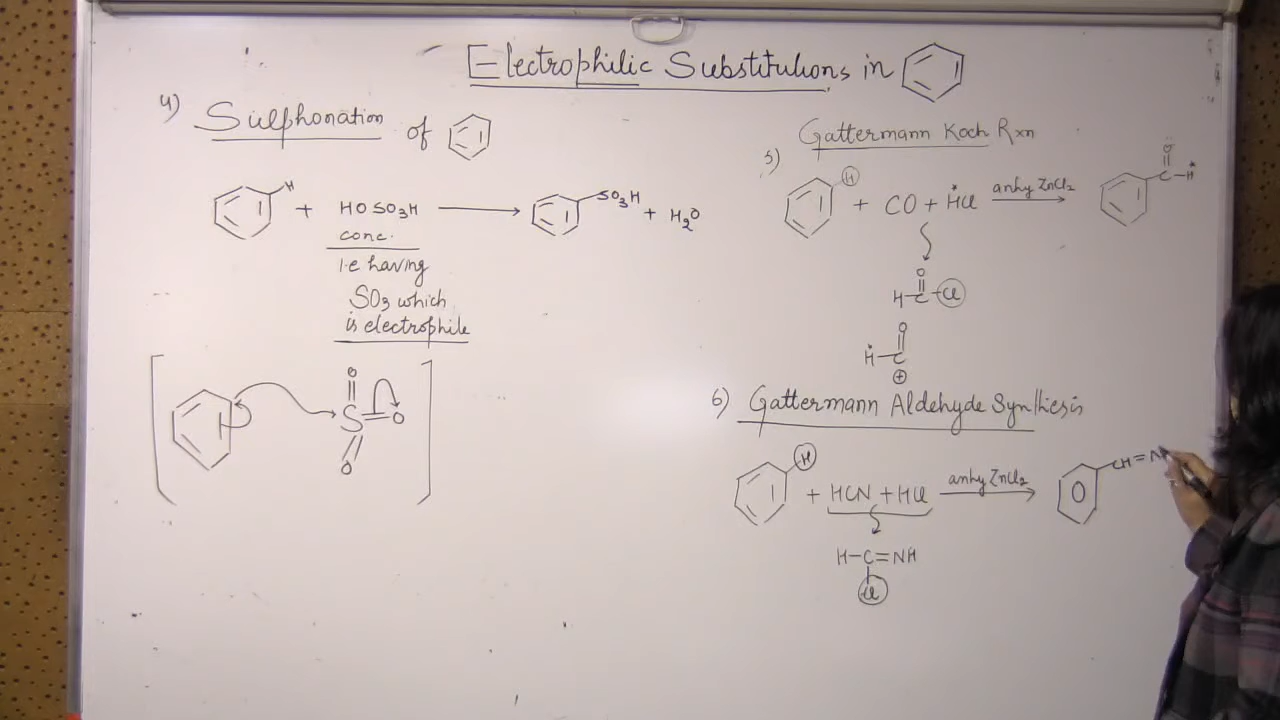 Electrophilic Substitutions in
4) Sulphonation of
H
+ HOSO3H → SO3H + H2O
conc.
i.e having
SO3 which
is electrophile
O
S O
O
5) Gattermann Koch Rxn
H + CO + HCl anhy ZnCl2 → O
C-H
O
H-C-Cl
O
H-C
⊕
6) Gattermann Aldehyde Synthesis
H + HCN + HCl anhy ZnCl2 → CH=N
H-C=NH
Cl